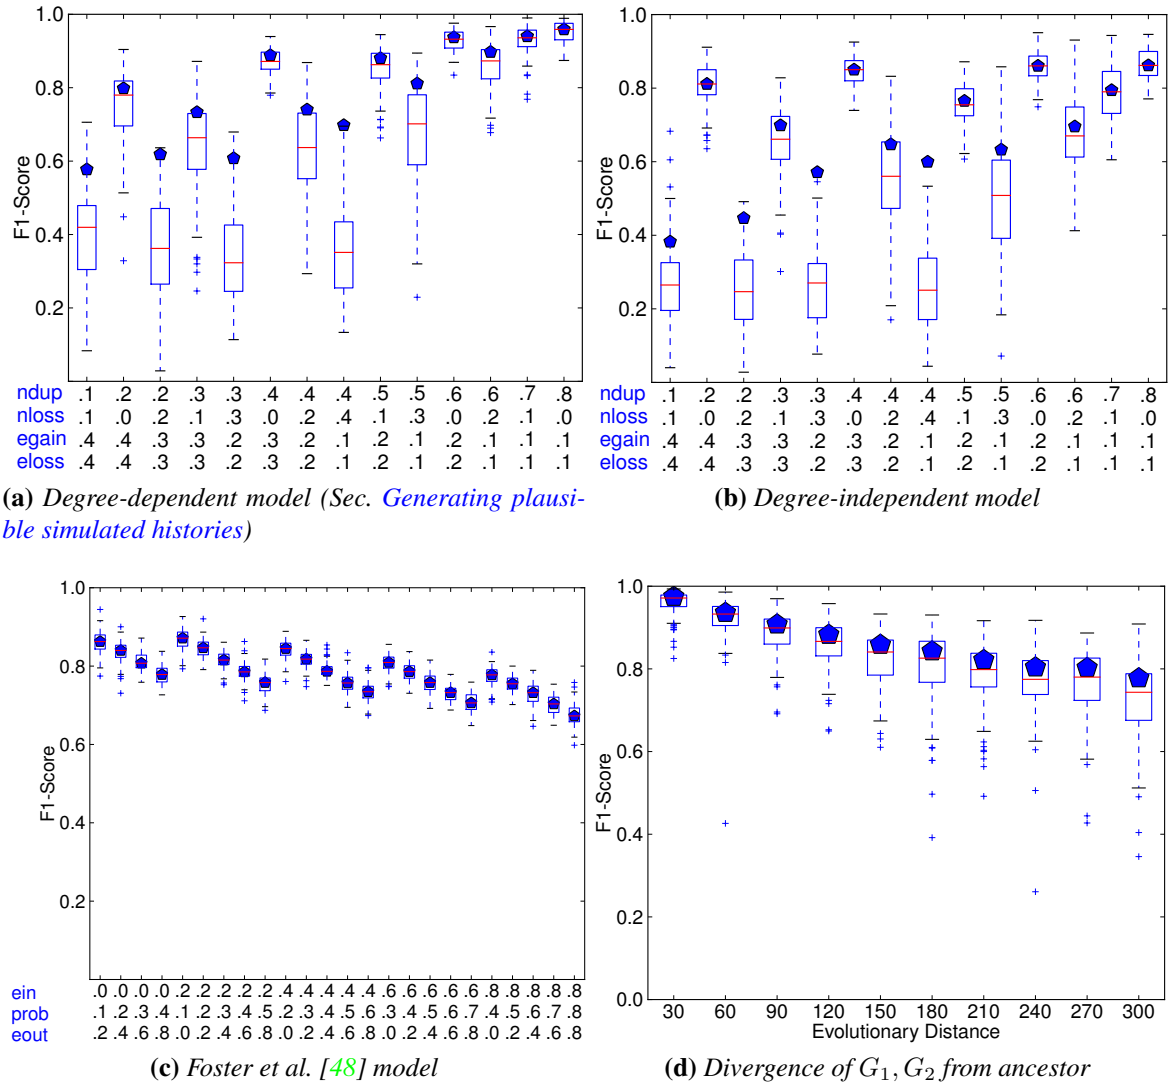 1.0
0.8
0.6
0.4
0.2
F1-Score
ndup .1 .2 .2 .3 .3 .4 .4 .4 .5 .5 .6 .6 .7 .8
nloss .1 .0 .2 .1 .3 .0 .2 .4 .1 .3 .0 .2 .1 .0
egain .4 .4 .3 .3 .2 .3 .2 .1 .2 .1 .2 .1 .1 .1
eloss .4 .4 .3 .3 .2 .3 .2 .1 .2 .1 .2 .1 .1 .1
(a) Degree-dependent model (Sec. Generating plausi-
ble simulated histories)
1.0
0.8
0.6
0.4
0.2
F1-Score
ndup .1 .2 .2 .3 .3 .4 .4 .4 .5 .5 .6 .6 .7 .8
nloss .1 .0 .2 .1 .3 .0 .2 .4 .1 .3 .0 .2 .1 .0
egain .4 .4 .3 .3 .2 .3 .2 .1 .2 .1 .2 .1 .1 .1
eloss .4 .4 .3 .3 .2 .3 .2 .1 .2 .1 .2 .1 .1 .1
(b) Degree-independent model
1.0
0.8
0.6
0.4
0.2
F1-Score
ein .0 .0 .0 .0 .2 .2 .2 .2 .2 .4 .4 .4 .4 .4 .6 .6 .6 .6 .6 .8 .8 .8 .8 .8
prob .1 .2 .3 .4 .1 .2 .3 .4 .5 .2 .3 .4 .5 .6 .3 .4 .5 .6 .7 .4 .5 .6 .7 .8
eout .2 .4 .6 .8 .0 .2 .4 .6 .8 .0 .2 .4 .6 .8 .0 .2 .4 .6 .8 .0 .2 .4 .6 .8
(c) Foster et al. [48] model
1.0
0.8
0.6
0.4
0.2
0.0
F1-Score
30 60 90 120 150 180 210 240 270 300
Evolutionary Distance
(d) Divergence of G₁, G₂ from ancestor